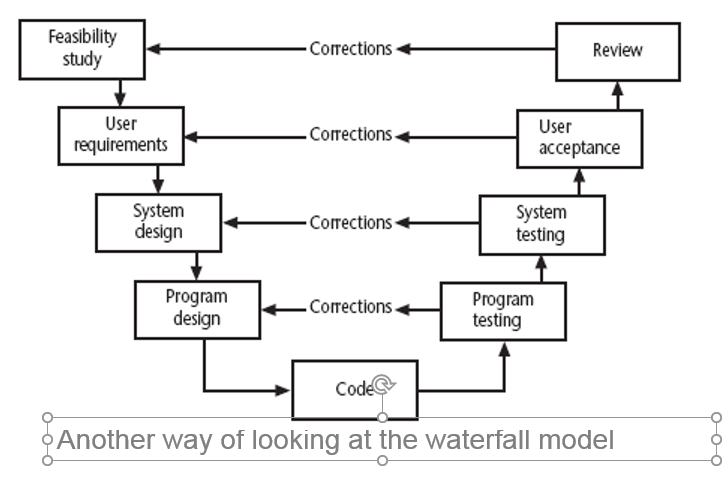 Feasibility
study
Corrections
Review
User
requirements
Corrections
User
acceptance
System
design
Corrections
System
testing
Program
design
Corrections
Program
testing
Code
Another way of looking at the waterfall model